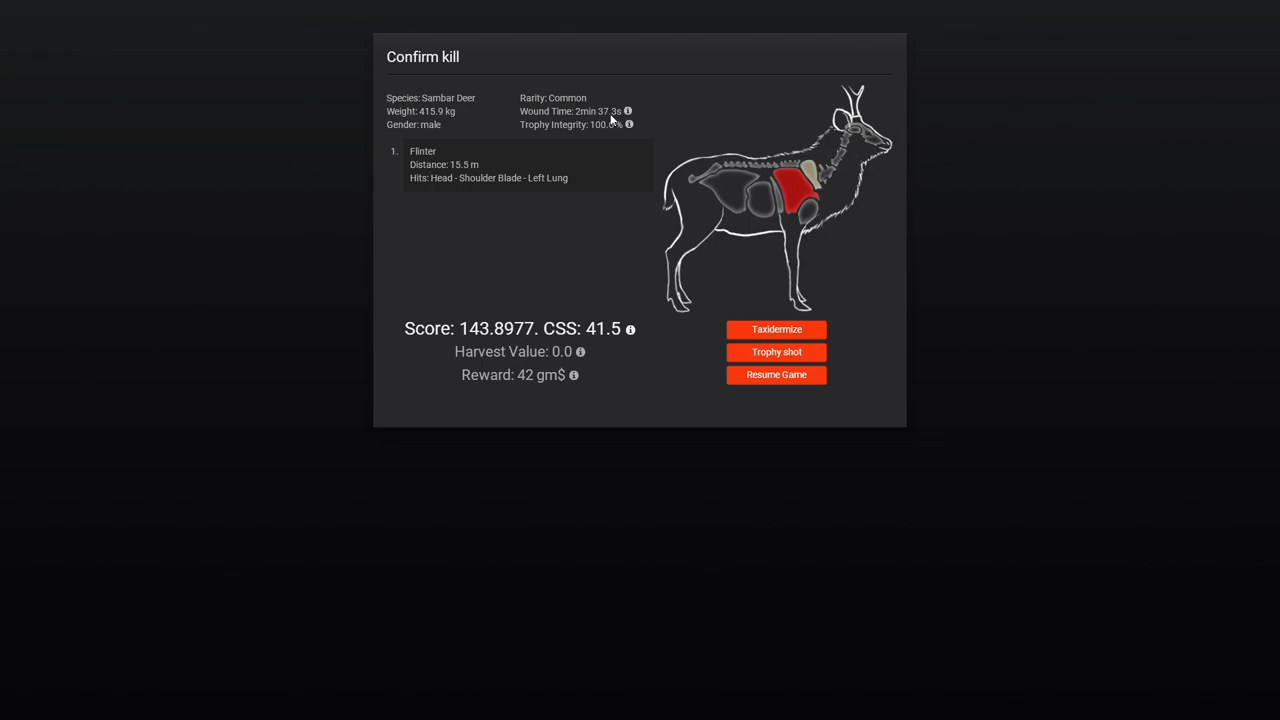 Confirm kill
Species: Sambar Deer
Weight: 415.9 kg
Gender: male
Rarity: Common
Wound Time: 2min 37.3s
Trophy Integrity: 100.0%
1.
Flinter
Distance: 15.5 m
Hits: Head - Shoulder Blade - Left Lung
Score: 143.8977. CSS: 41.5
Harvest Value: 0.0
Reward: 42 gm$
Taxidermize
Trophy shot
Resume Game